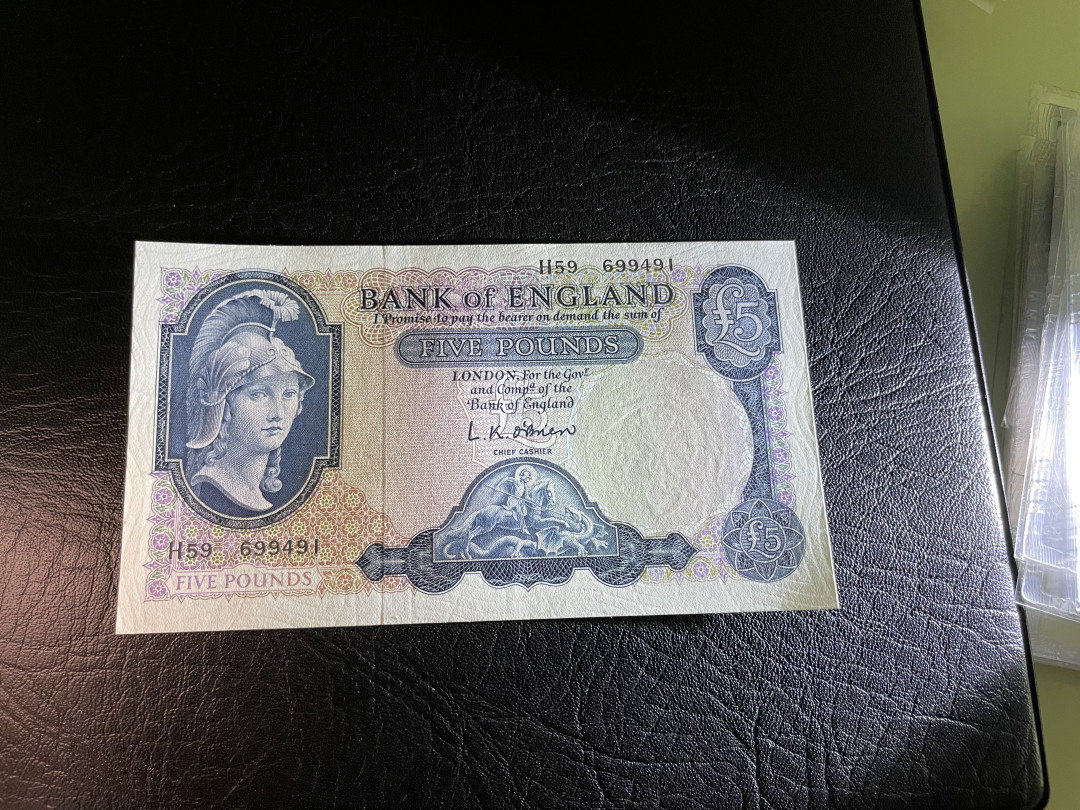 H59 699491
BANK of ENGLAND
I Promise to pay the bearer on demand the sum of
£5
FIVE POUNDS
LONDON, For the Govr
and Compa of the
Bank of England
L.K. O'Brien
CHIEF CASHIER
H59 699491
FIVE POUNDS
£5